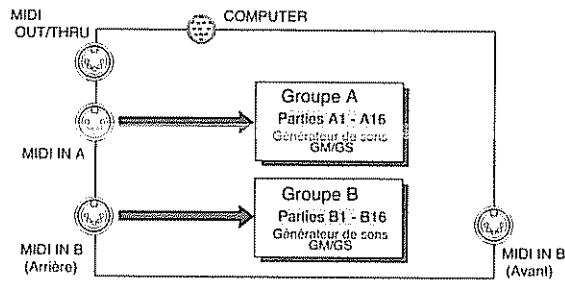 MIDI
OUT/THRU
COMPUTER
Groupe A
Parties A1 - A16
Générateur de sons
GM/GS
MIDI IN A
Groupe B
Parties B1 - B16
Générateur de sons
GM/GS
MIDI IN B
(Arrière)
MIDI IN B
(Avant)